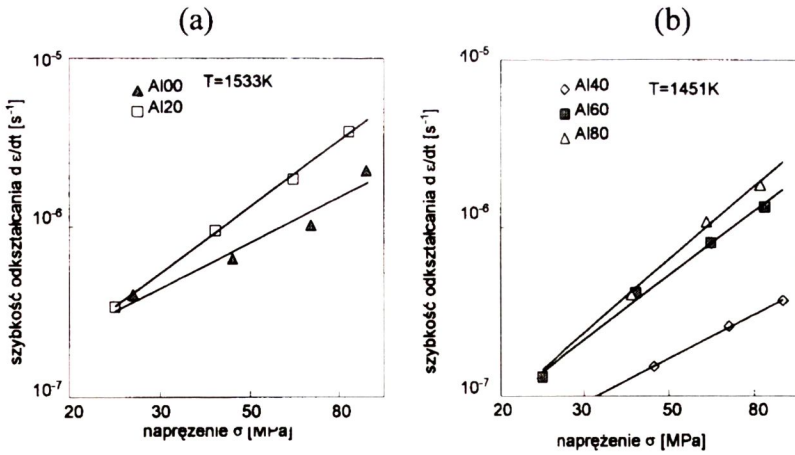 (a)
10⁻⁵
Al00 T=1533K
Al20
szybkość odkształcania d ε/dt [s⁻¹]
10⁻⁶
10⁻⁷
20 30 50 80
naprężenie σ [MPa]
(b)
10⁻⁵
Al40 T=1451K
Al60
Al80
szybkość odkształcania d ε/dt [s⁻¹]
10⁻⁶
10⁻⁷
20 30 50 80
naprężenie σ [MPa]